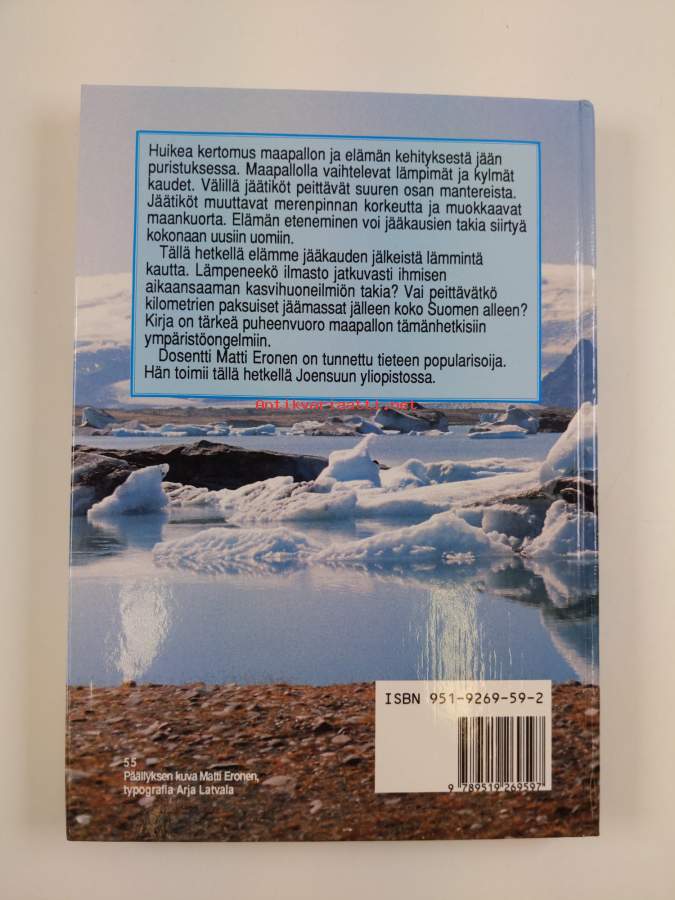 Huikea kertomus maapallon ja elämän kehityksestä jään
puristuksessa. Maapallolla vaihtelevat lämpimät ja kylmät
kaudet. Välillä jäätiköt peittävät suuren osan mantereista.
Jäätiköt muuttavat merenpinnan korkeutta ja muokkaavat
maankuorta. Elämän eteneminen voi jääkausien takia siirtyä
kokonaan uusiin uomiin.
Tällä hetkellä elämme jääkauden jälkeistä lämmintä
kautta. Lämpeneekö ilmasto jatkuvasti ihmisen
aikaansaaman kasvihuoneilmiön takia? Vai peittävätkö
kilometrien paksuiset jäämassat jälleen koko Suomen alleen?
Kirja on tärkeä puheenvuoro maapallon tämänhetkisiin
ympäristöongelmiin.
Dosentti Matti Eronen on tunnettu tieteen popularisoija.
Hän toimii tällä hetkellä Joensuun yliopistossa.
Antikvariaatti.net
ISBN 951-9269-59-2
9 789519 269597
55
Päällyksen kuva Matti Eronen,
typografia Arja Latvala